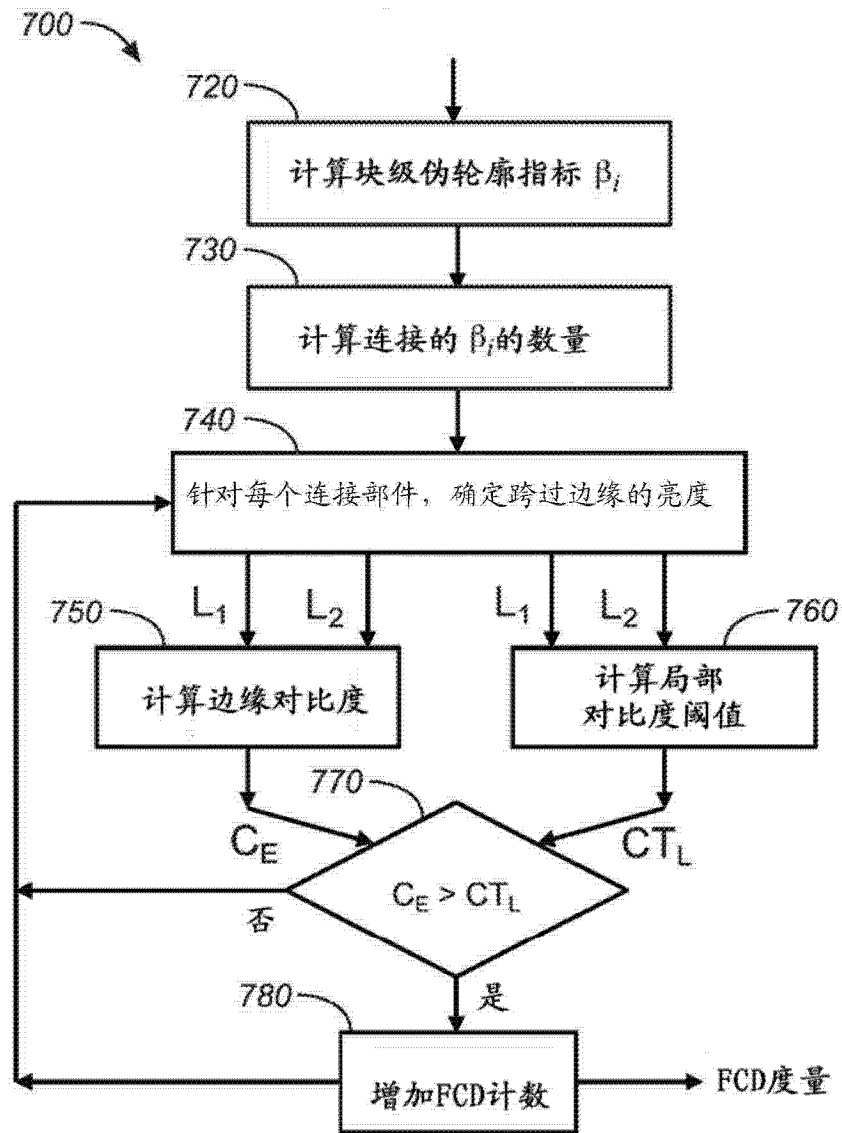 700
720
计算块级伪轮廓指标 βi
730
计算连接的 βi的数量
740
针对每个连接部件，确定跨过边缘的亮度
L1
L2
L1
L2
750
760
计算边缘对比度
计算局部
对比度阈值
770
CE
CTL
CE > CTL
否
是
780
增加FCD计数
FCD度量